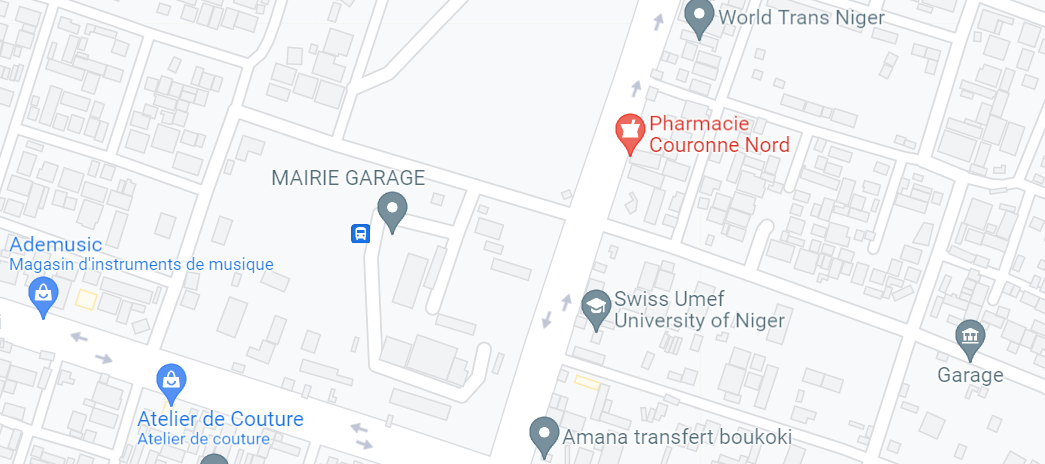 World Trans Niger
Pharmacie
Couronne Nord
MAIRIE GARAGE
Ademusic
Magasin d'instruments de musique
Swiss Umef
University of Niger
Garage
Atelier de Couture
Atelier de couture
Amana transfert boukoki